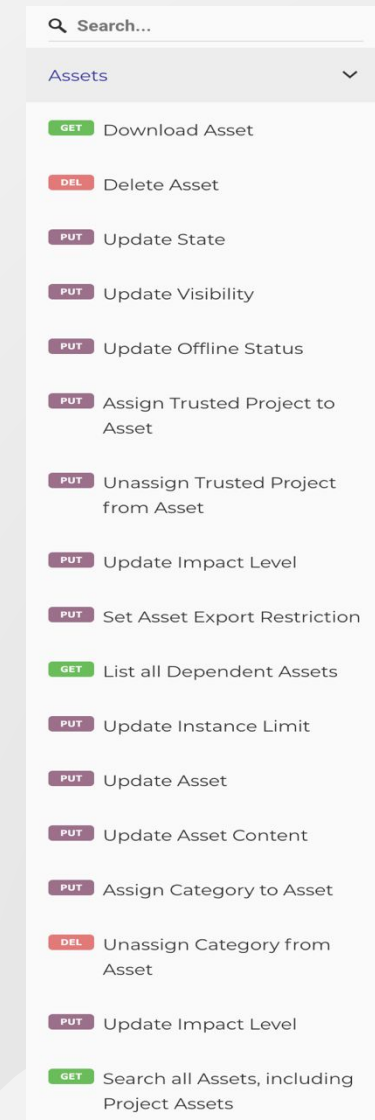 Search...
Assets
GET Download Asset
DEL Delete Asset
PUT Update State
PUT Update Visibility
PUT Update Offline Status
PUT Assign Trusted Project to
Asset
PUT Unassign Trusted Project
from Asset
PUT Update Impact Level
PUT Set Asset Export Restriction
GET List all Dependent Assets
PUT Update Instance Limit
PUT Update Asset
PUT Update Asset Content
PUT Assign Category to Asset
DEL Unassign Category from
Asset
PUT Update Impact Level
GET Search all Assets, including
Project Assets